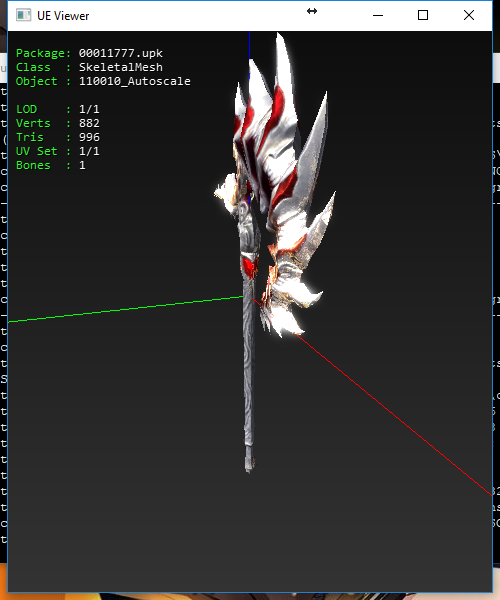 UE Viewer
Package: 00011777.upk
Class : SkeletalMesh
Object : 110010_Autoscale
LOD : 1/1
Verts : 882
Tris : 996
UV Set : 1/1
Bones : 1